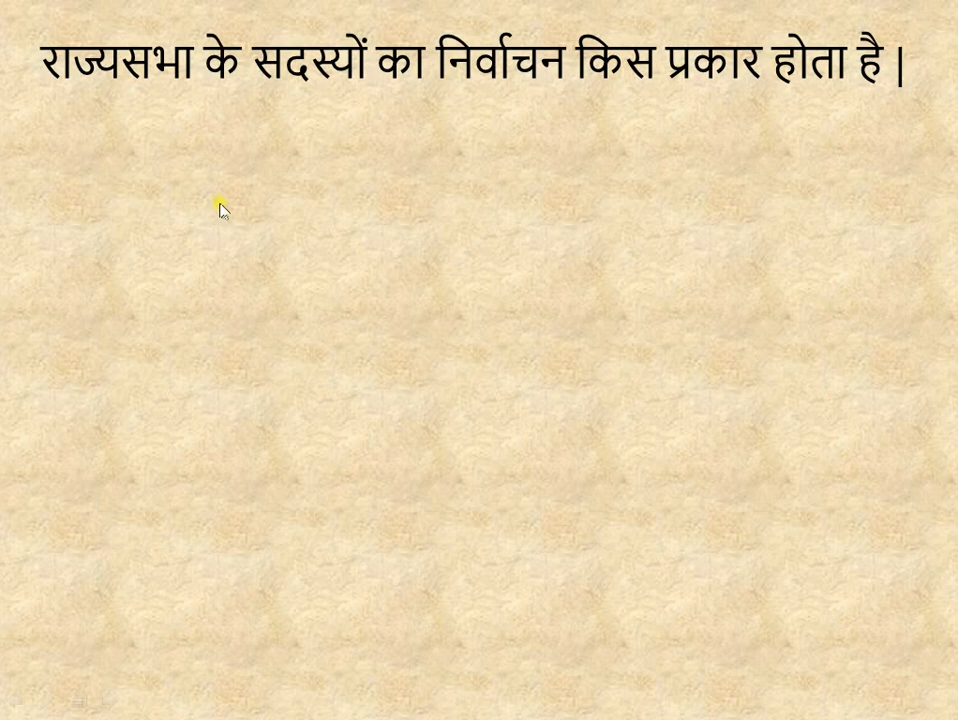 राज्यसभा के सदस्यों का निर्वाचन किस प्रकार होता है |